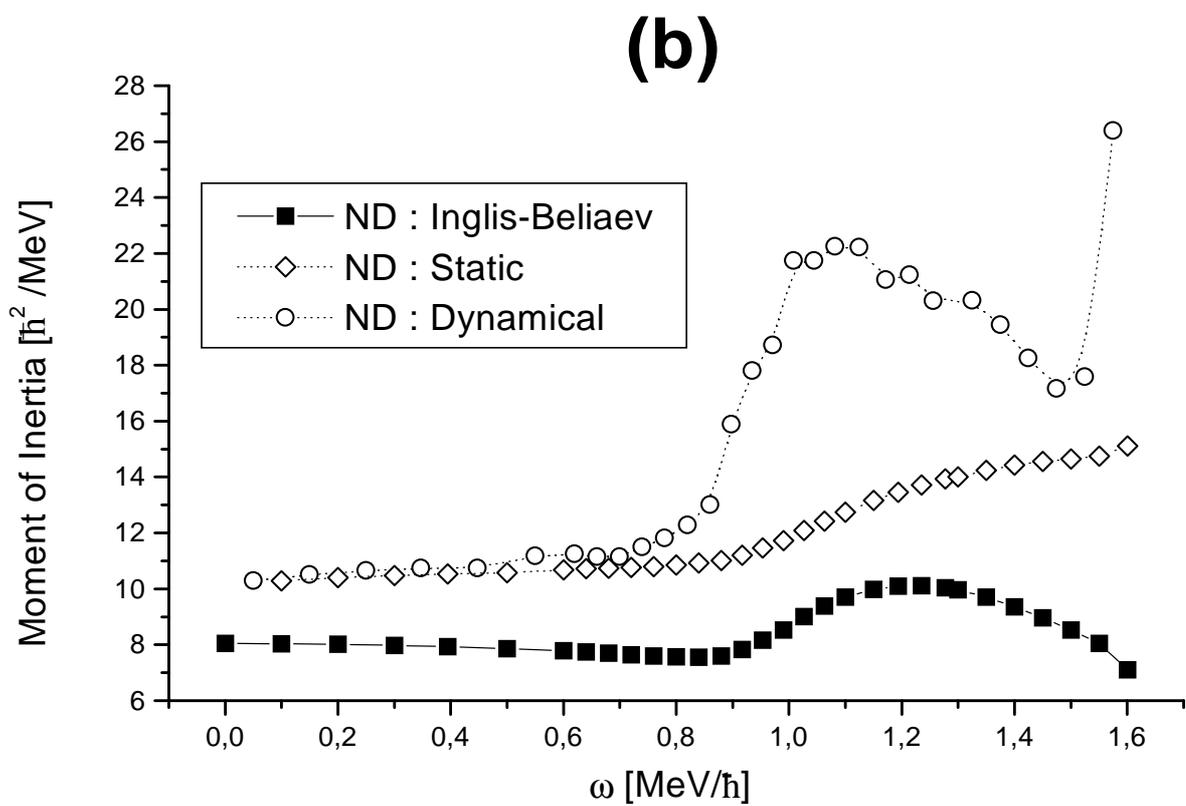 (b)
28
26
24
22
20
18
16
14
12
10
8
6
Moment of Inertia [ħ² /MeV]
ND : Inglis-Beliaev
ND : Static
ND : Dynamical
0,0 0,2 0,4 0,6 0,8 1,0 1,2 1,4 1,6
ω [MeV/ħ]